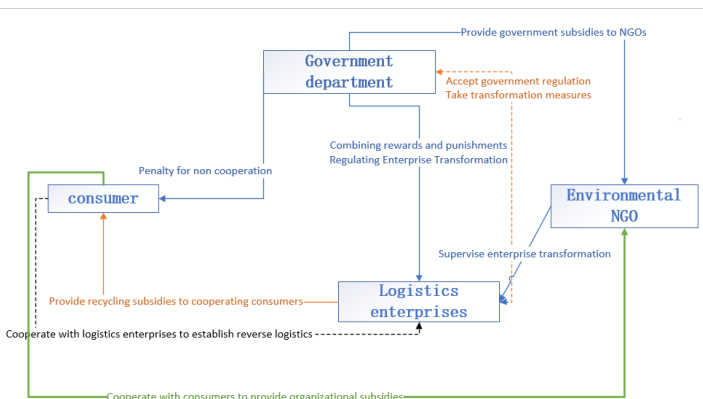 Provide government subsidies to NGOs
Government
department
Accept government regulation
Take transformation measures
Combining rewards and punishments
Regulating Enterprise Transformation
Penalty for non cooperation
consumer
Environmental
NGO
Supervise enterprise transformation
Logistics
enterprises
Provide recycling subsidies to cooperating consumers
Cooperate with logistics enterprises to establish reverse logistics
Cooperate with consumers to provide organizational subsidies